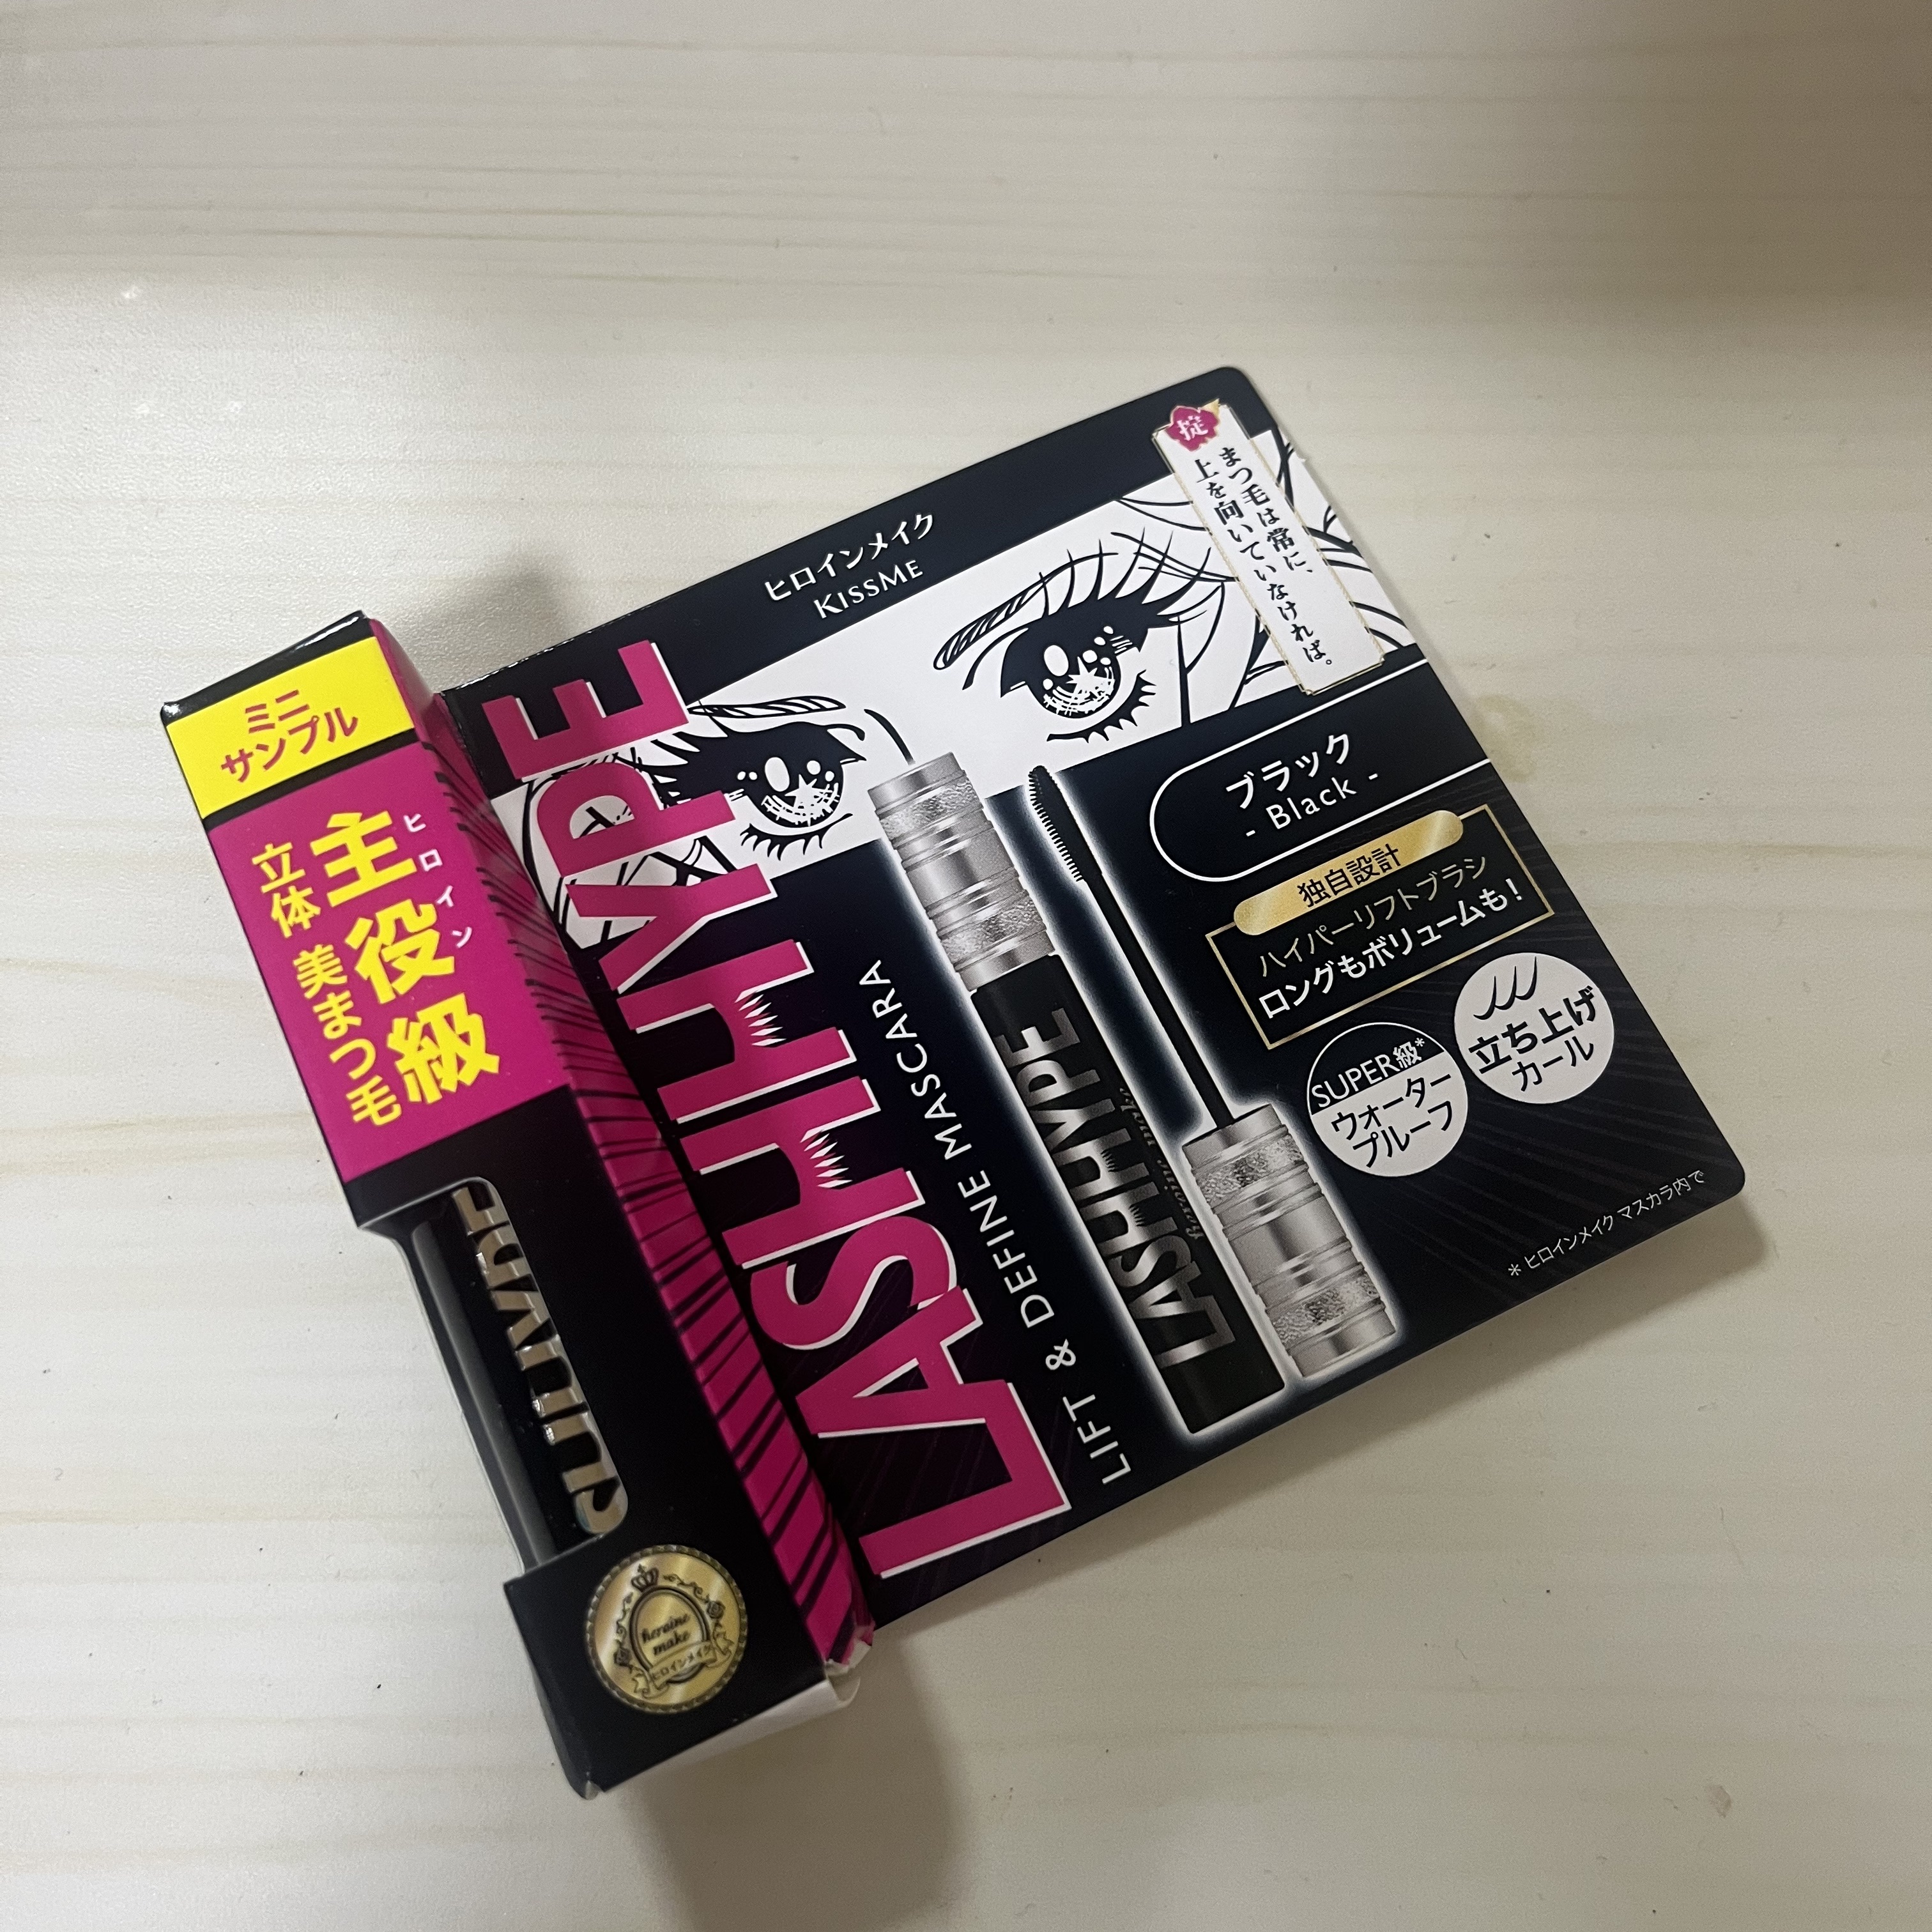 ミニ
サンプル
主役級
ヒロイン
立体 美まつ毛
heroine
make
ヒロインメイク
ヒロインメイク
KISSME
LASHHYPE
LIFT & DEFINE MASCARA
掟
まつ毛は常に、
上を向いていなければ。
LASHHYPE
ブラック
- Black -
独自設計
ハイパーリフトブラシ
ロングもボリュームも!
SUPER級*
ウォーター
プルーフ
立ち上げ
カール
* ヒロインメイク マスカラ内で